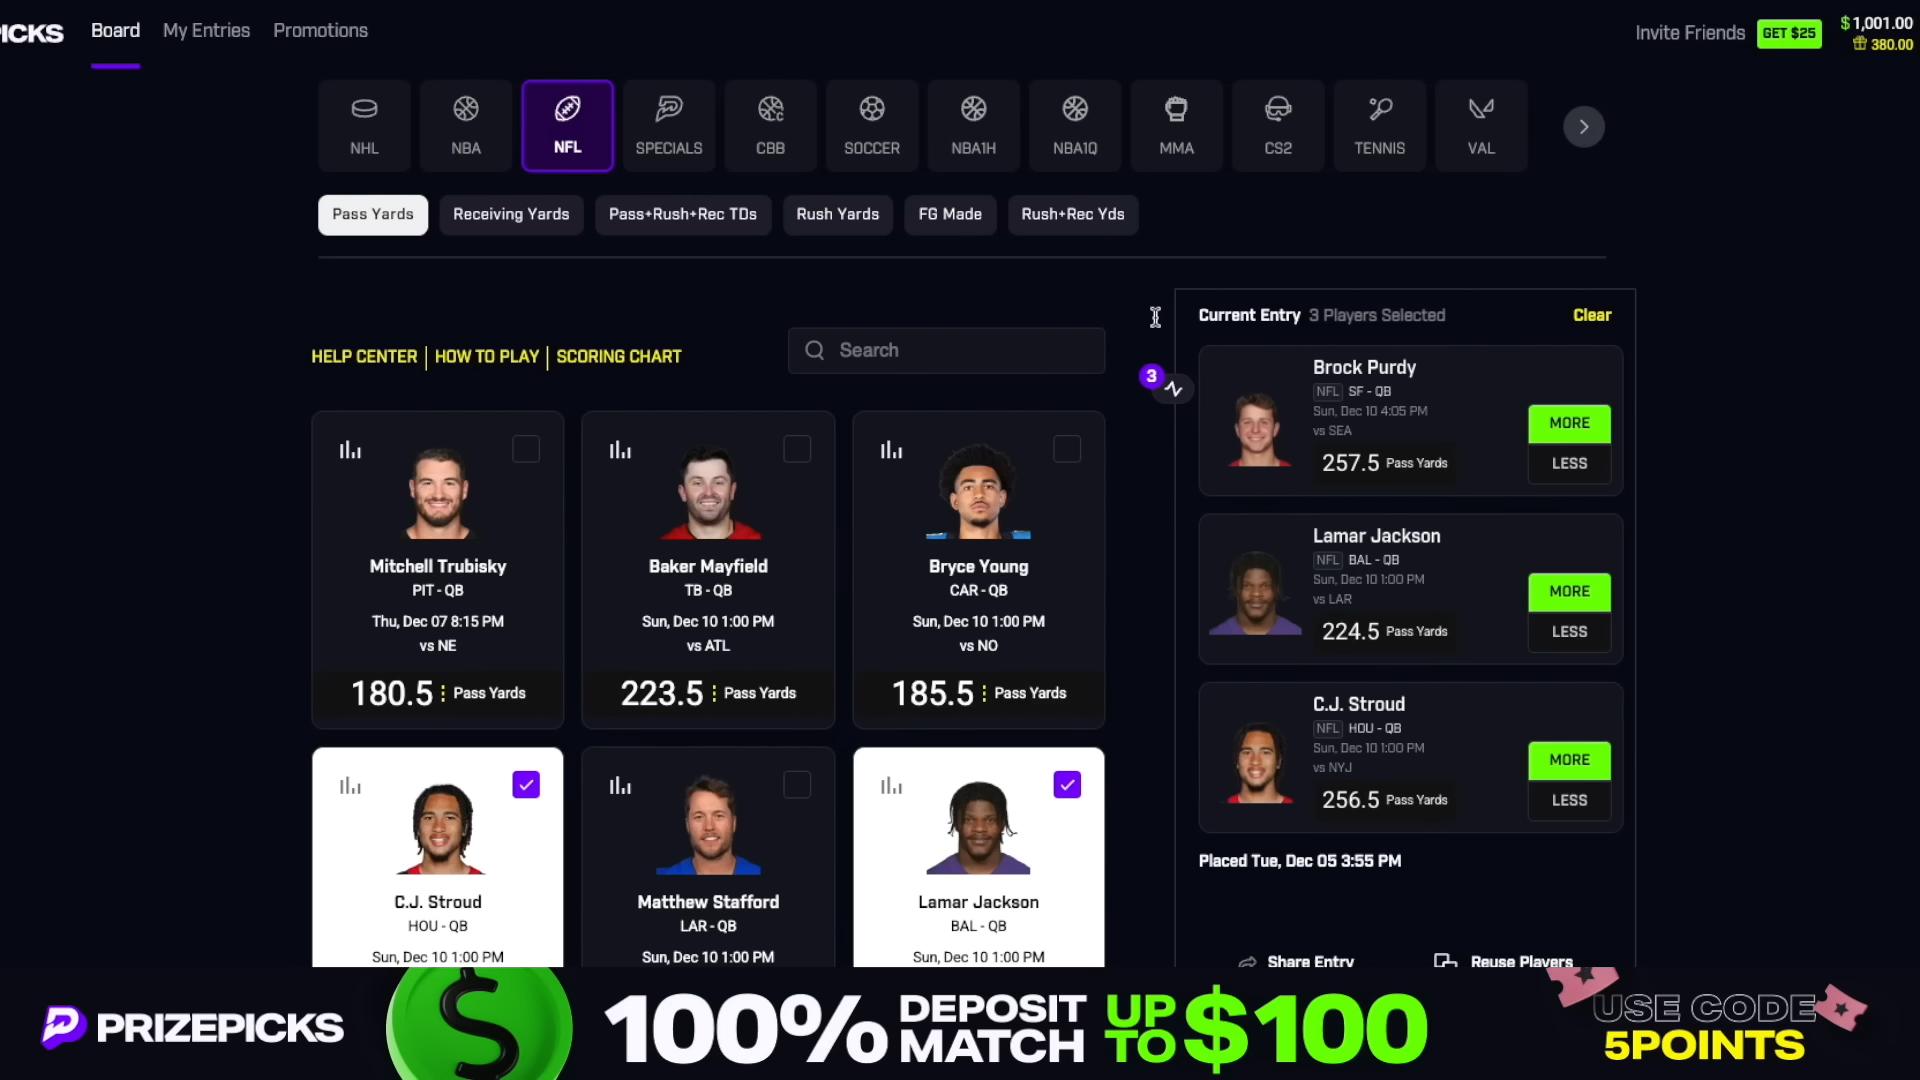 ICKS
Board
My Entries
Promotions
Invite Friends
GET $25
$1,001.00
380.00
NHL
NBA
NFL
SPECIALS
CBB
SOCCER
NBA1H
NBA1Q
MMA
CS2
TENNIS
VAL
Pass Yards
Receiving Yards
Pass+Rush+Rec TDs
Rush Yards
FG Made
Rush+Rec Yds
HELP CENTER
HOW TO PLAY
SCORING CHART
Search
Mitchell Trubisky
PIT - QB
Thu, Dec 07 8:15 PM
vs NE
180.5 Pass Yards
Baker Mayfield
TB - QB
Sun, Dec 10 1:00 PM
vs ATL
223.5 Pass Yards
Bryce Young
CAR - QB
Sun, Dec 10 1:00 PM
vs NO
185.5 Pass Yards
C.J. Stroud
HOU - QB
Sun, Dec 10 1:00 PM
Matthew Stafford
LAR - QB
Sun, Dec 10 1:00 PM
Lamar Jackson
BAL - QB
Sun, Dec 10 1:00 PM
3
Current Entry 3 Players Selected
Clear
Brock Purdy
NFL SF - QB
Sun, Dec 10 4:05 PM
vs SEA
257.5 Pass Yards
MORE
LESS
Lamar Jackson
NFL BAL - QB
Sun, Dec 10 1:00 PM
vs LAR
224.5 Pass Yards
MORE
LESS
C.J. Stroud
NFL HOU - QB
Sun, Dec 10 1:00 PM
vs NYJ
256.5 Pass Yards
MORE
LESS
Placed Tue, Dec 05 3:55 PM
Share Entry
Reuse Players
PRIZEPICKS
$
100% DEPOSIT MATCH UP TO $100
USE CODE
5POINTS